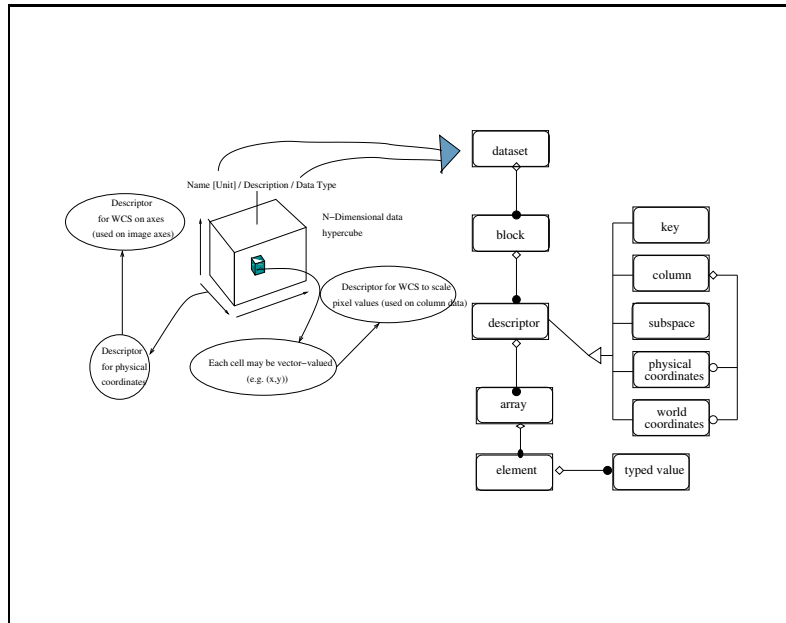 Name [Unit] / Description / Data Type
Descriptor
for WCS on axes
(used on image axes)
N-Dimensional data
hypercube
Descriptor for WCS to scale
pixel values (used on column data)
Descriptor
for physical
coordinates
Each cell may be vector-valued
(e.g. (x,y))
dataset
block
descriptor
array
element
typed value
key
column
subspace
physical
coordinates
world
coordinates